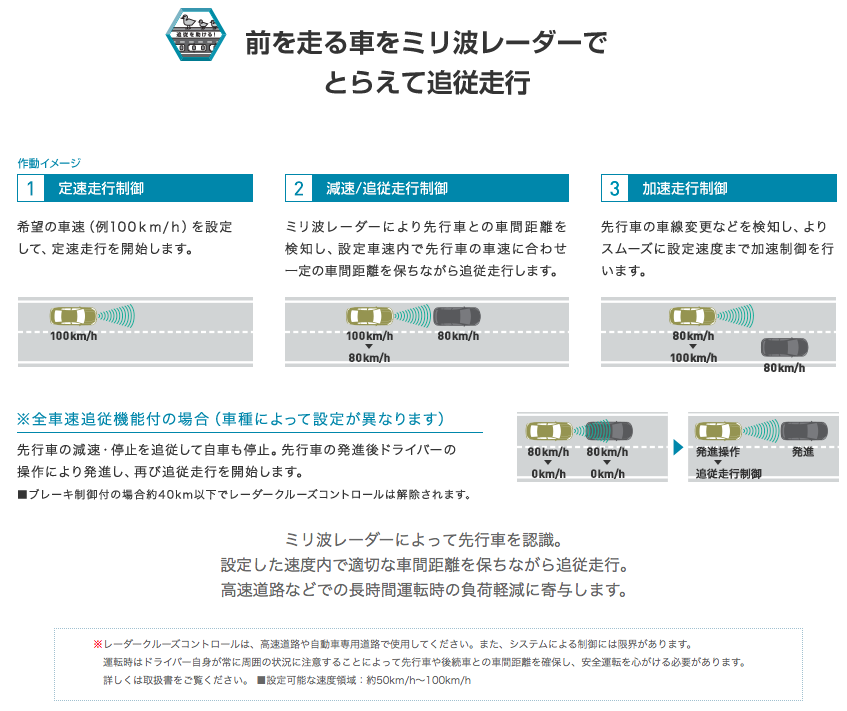 追従を助ける!
前を走る車をミリ波レーダーで
とらえて追従走行
作動イメージ
1 定速走行制御
希望の車速（例100km/h）を設定
して、定速走行を開始します。
100km/h
2 減速/追従走行制御
ミリ波レーダーにより先行車との車間距離を
検知し、設定車速内で先行車の車速に合わせ
一定の車間距離を保ちながら追従走行します。
100km/h 80km/h
▼
80km/h
3 加速走行制御
先行車の車線変更などを検知し、より
スムーズに設定速度まで加速制御を行
います。
80km/h
▼
100km/h
80km/h
※全車速追従機能付の場合（車種によって設定が異なります）
先行車の減速・停止を追従して自車も停止。先行車の発進後ドライバーの
操作により発進し、再び追従走行を開始します。
■ブレーキ制御付の場合約40km以下でレーダークルーズコントロールは解除されます。
80km/h 80km/h
▼ ▼
0km/h 0km/h
発進操作 発進
▼
追従走行制御
ミリ波レーダーによって先行車を認識。
設定した速度内で適切な車間距離を保ちながら追従走行。
高速道路などでの長時間運転時の負荷軽減に寄与します。
※レーダークルーズコントロールは、高速道路や自動車専用道路で使用してください。また、システムによる制御には限界があります。
運転時はドライバー自身が常に周囲の状況に注意することによって先行車や後続車との車間距離を確保し、安全運転を心がける必要があります。
詳しくは取扱書をご覧ください。 ■設定可能な速度領域：約50km/h〜100km/h